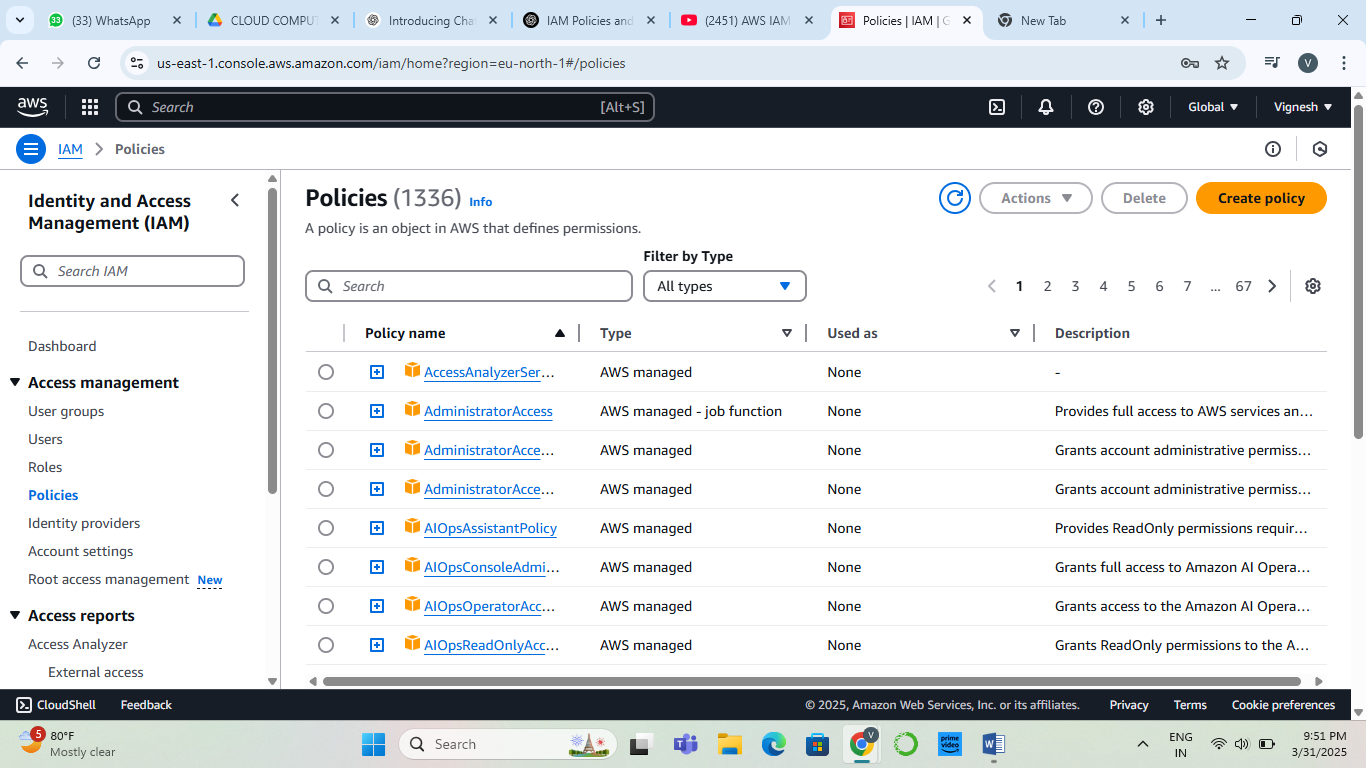 (33) WhatsApp
CLOUD COMPUT
Introducing Cha
IAM Policies and
(2451) AWS IAM
Policies | IAM | G
New Tab
us-east-1.console.aws.amazon.com/iam/home?region=eu-north-1#/policies
V
aws
Search
[Alt+S]
Global
Vignesh
IAM > Policies
Identity and Access
Management (IAM)
Search IAM
Dashboard
Access management
User groups
Users
Roles
Policies
Identity providers
Account settings
Root access management New
Access reports
Access Analyzer
External access
Policies (1336) Info
Actions
Delete
Create policy
A policy is an object in AWS that defines permissions.
Filter by Type
Search
All types
1 2 3 4 5 6 7 ... 67
Policy name Type Used as Description
AccessAnalyzerSer... AWS managed None -
AdministratorAccess AWS managed - job function None Provides full access to AWS services an...
AdministratorAcce... AWS managed None Grants account administrative permiss...
AdministratorAcce... AWS managed None Grants account administrative permiss...
AIOpsAssistantPolicy AWS managed None Provides ReadOnly permissions requir...
AIOpsConsoleAdmi... AWS managed None Grants full access to Amazon AI Opera...
AIOpsOperatorAcc... AWS managed None Grants access to the Amazon AI Opera...
AIOpsReadOnlyAcc... AWS managed None Grants ReadOnly permissions to the A...
CloudShell Feedback © 2025, Amazon Web Services, Inc. or its affiliates. Privacy Terms Cookie preferences
5
80°F
Mostly clear
Search
V
prime
video
ENG
IN
9:51 PM
3/31/2025